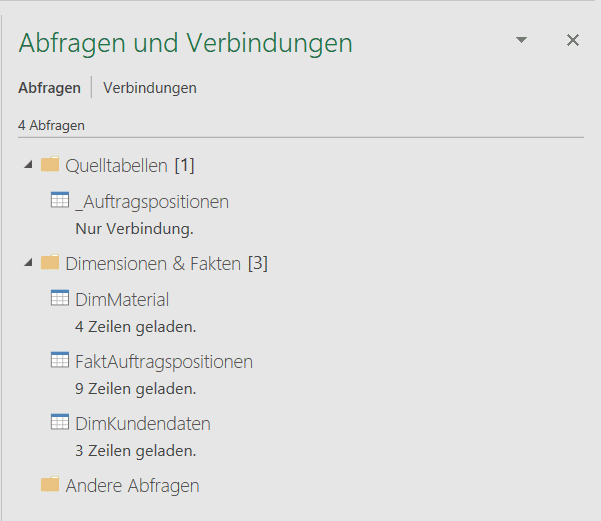 Abfragen und Verbindungen
Abfragen | Verbindungen
4 Abfragen
Quelltabellen [1]
_Auftragspositionen
Nur Verbindung.
Dimensionen & Fakten [3]
DimMaterial
4 Zeilen geladen.
FaktAuftragspositionen
9 Zeilen geladen.
DimKundendaten
3 Zeilen geladen.
Andere Abfragen